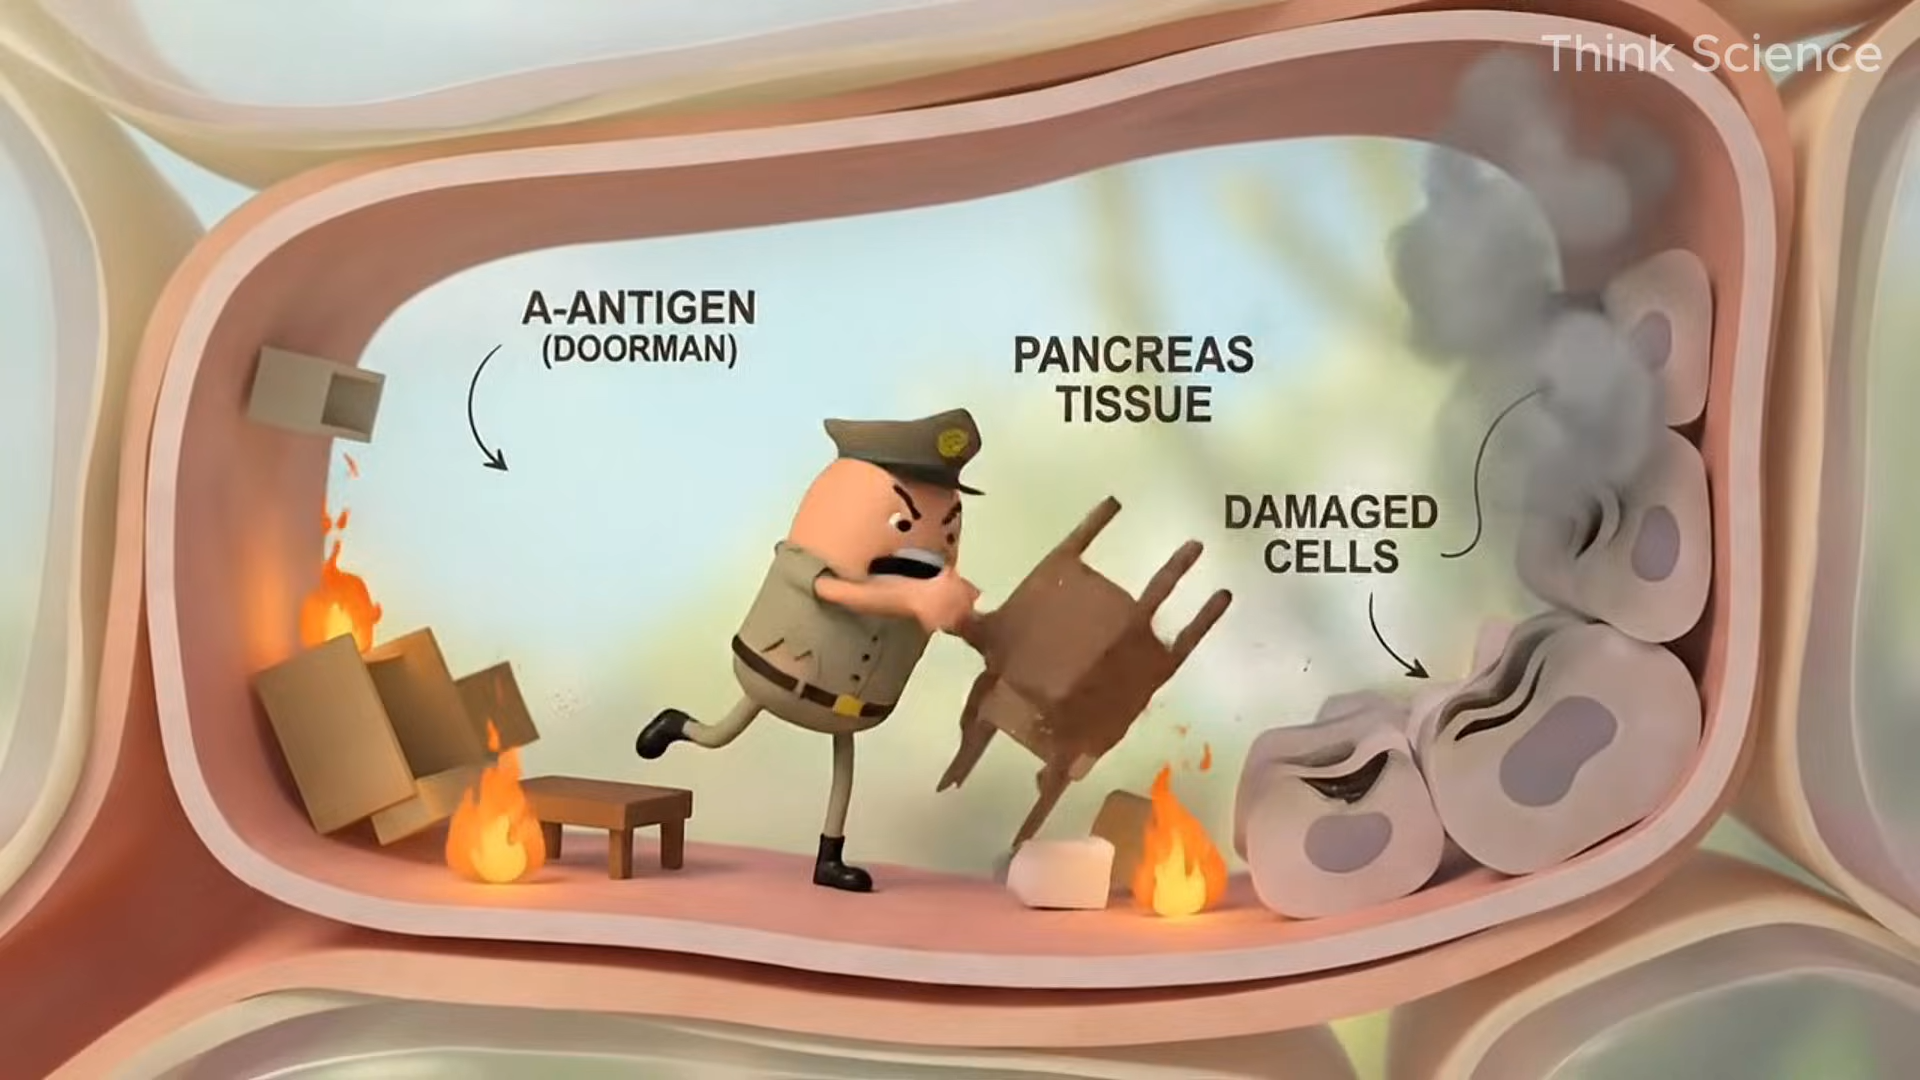 Think Science
A-ANTIGEN
(DOORMAN)
PANCREAS
TISSUE
DAMAGED
CELLS